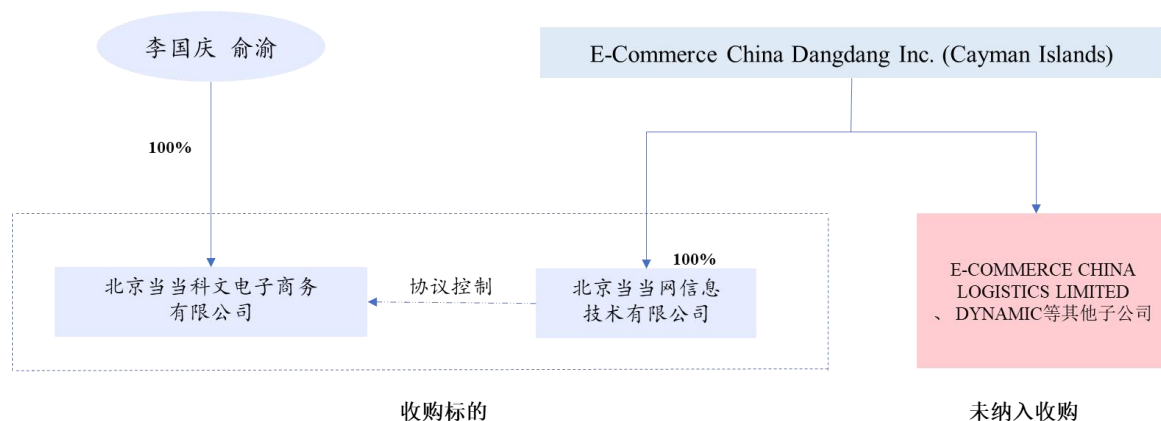 李国庆 俞渝
E-Commerce China Dangdang Inc. (Cayman Islands)
100%
100%
北京当当科文电子商务
有限公司
协议控制
北京当当网信息
技术有限公司
E-COMMERCE CHINA
LOGISTICS LIMITED
、 DYNAMIC等其他子公司
收购标的
未纳入收购